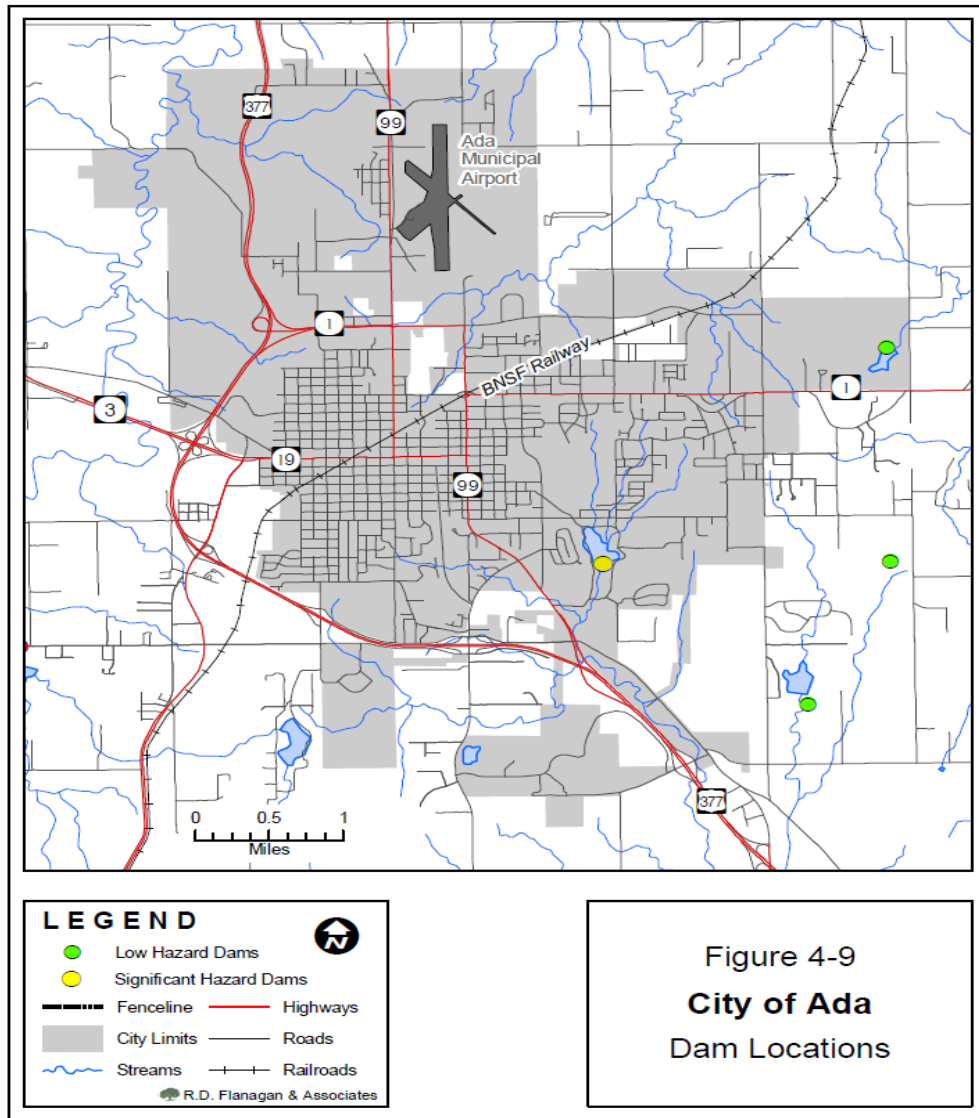 377
99
Ada
Municipal
Airport
1
BNSF Railway
1
3
19
99
377
0 0.5 1
Miles
LEGEND
N
Low Hazard Dams
Significant Hazard Dams
Fenceline
Highways
City Limits
Roads
Streams
Railroads
R.D. Flanagan & Associates
Figure 4-9
City of Ada
Dam Locations